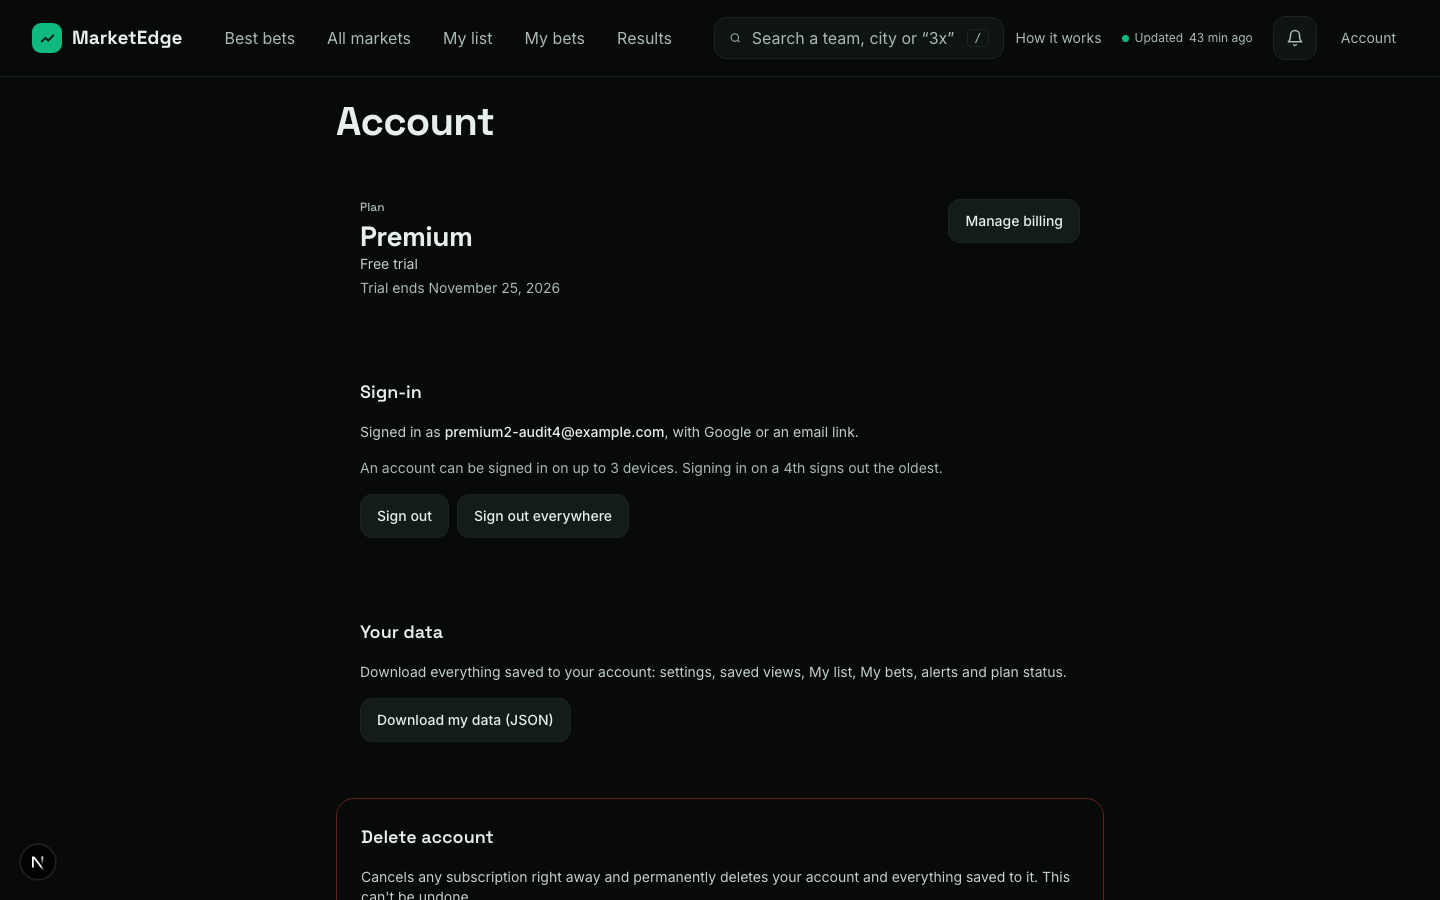 MarketEdge
Best bets
All markets
My list
My bets
Results
Search a team, city or “3x”
/
How it works
Updated 43 min ago
Account
Account
Plan
Premium
Free trial
Trial ends November 25, 2026
Manage billing
Sign-in
Signed in as premium2-audit4@example.com, with Google or an email link.
An account can be signed in on up to 3 devices. Signing in on a 4th signs out the oldest.
Sign out
Sign out everywhere
Your data
Download everything saved to your account: settings, saved views, My list, My bets, alerts and plan status.
Download my data (JSON)
Delete account
Cancels any subscription right away and permanently deletes your account and everything saved to it. This
can't be undone.
N